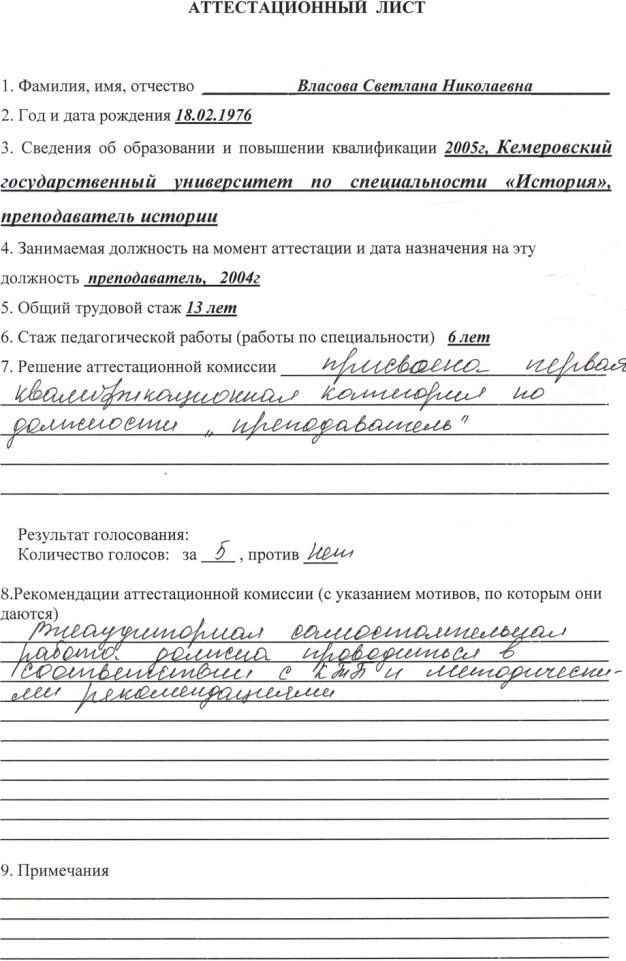 АТТЕСТАЦИОННЫЙ ЛИСТ
1. Фамилия, имя, отчество Власова Светлана Николаевна
2. Год и дата рождения 18.02.1976
3. Сведения об образовании и повышении квалификации 2005г, Кемеровский
государственный университет по специальности «История»,
преподаватель истории
4. Занимаемая должность на момент аттестации и дата назначения на эту
должность преподаватель, 2004г
5. Общий трудовой стаж 13 лет
6. Стаж педагогической работы (работы по специальности) 6 лет
7. Решение аттестационной комиссии присвоена первая
квалификационная категория по
должности „преподаватель"
Результат голосования:
Количество голосов: за 5 , против нет
8.Рекомендации аттестационной комиссии (с указанием мотивов, по которым они
даются)
внеаудиторная самостоятельная
работа должна проводиться в
соответствии с КТП и методически-
ми рекомендациями
9. Примечания